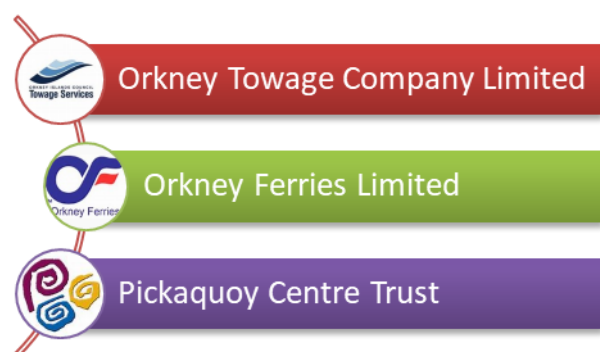 ORKNEY ISLANDS COUNCIL
Towage Services
Orkney Towage Company Limited
Orkney Ferries
Orkney Ferries Limited
Pickaquoy Centre Trust